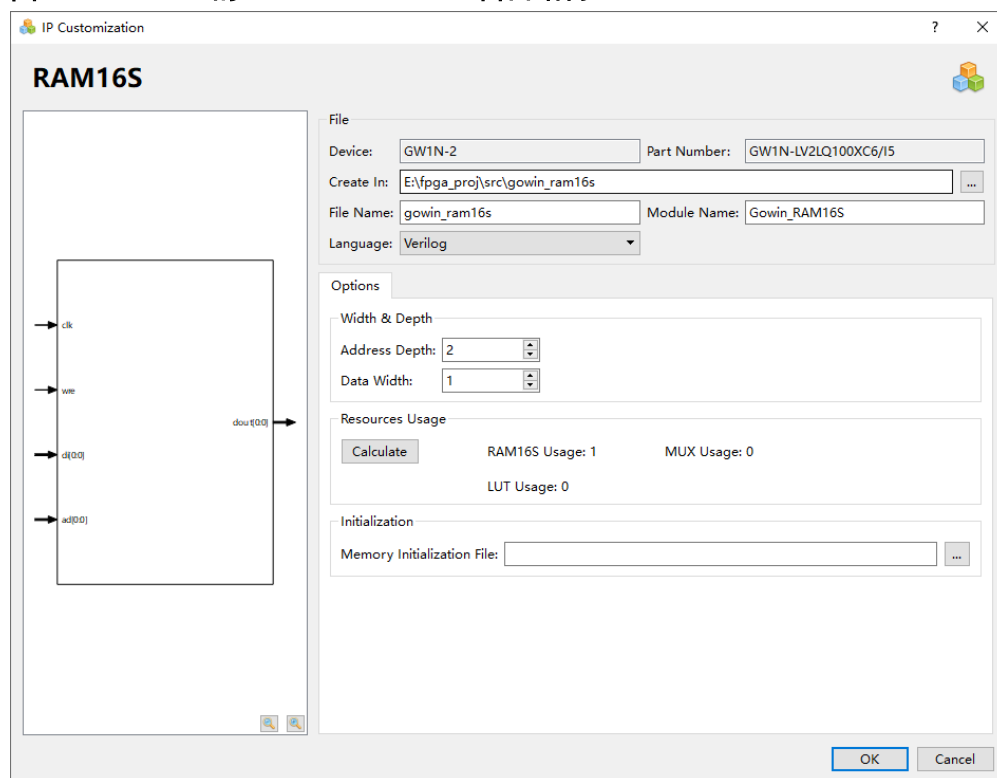 IP Customization
?
RAM16S
clk
wre
di[0:0]
ad[0:0]
dout[0:0]
File
Device: GW1N-2 Part Number: GW1N-LV2LQ100XC6/I5
Create In: E:\fpga_proj\src\gowin_ram16s ...
File Name: gowin_ram16s Module Name: Gowin_RAM16S
Language: Verilog
Options
Width & Depth
Address Depth: 2
Data Width: 1
Resources Usage
Calculate RAM16S Usage: 1 MUX Usage: 0
LUT Usage: 0
Initialization
Memory Initialization File: ...
OK Cancel